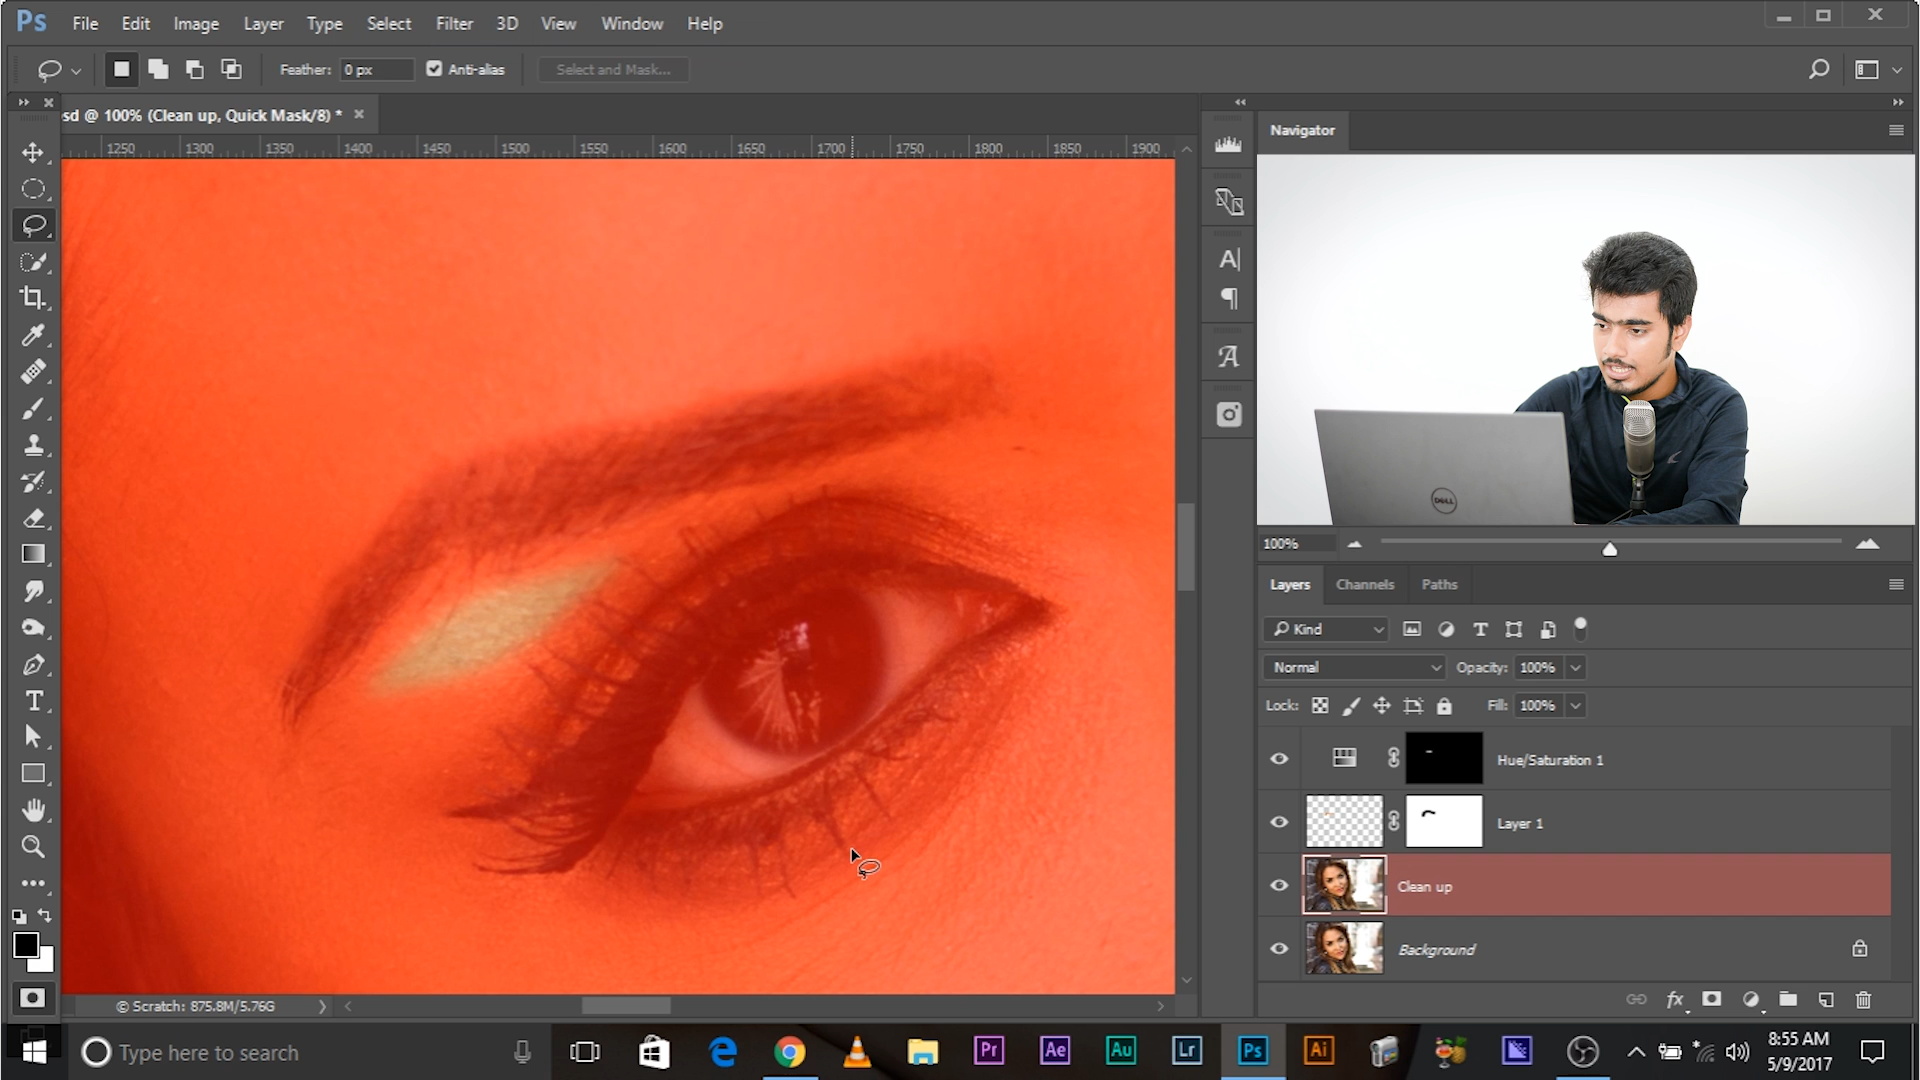 Ps File Edit Image Layer Type Select Filter 3D View Window Help
Feather: 0 px Anti-alias Select and Mask...
sd @ 100% (Clean up, Quick Mask/8) *
Navigator
1250 1300 1350 1400 1450 1500 1550 1600 1650 1700 1750 1800 1850 1900
DELL
100%
Layers Channels Paths
Kind
Normal Opacity: 100%
Lock: Fill: 100%
Hue/Saturation 1
Layer 1
Clean up
Background
Scratch: 875.8M/5.76G
Type here to search
Pr Ae Au Lr Ps Ai
8:55 AM
5/9/2017